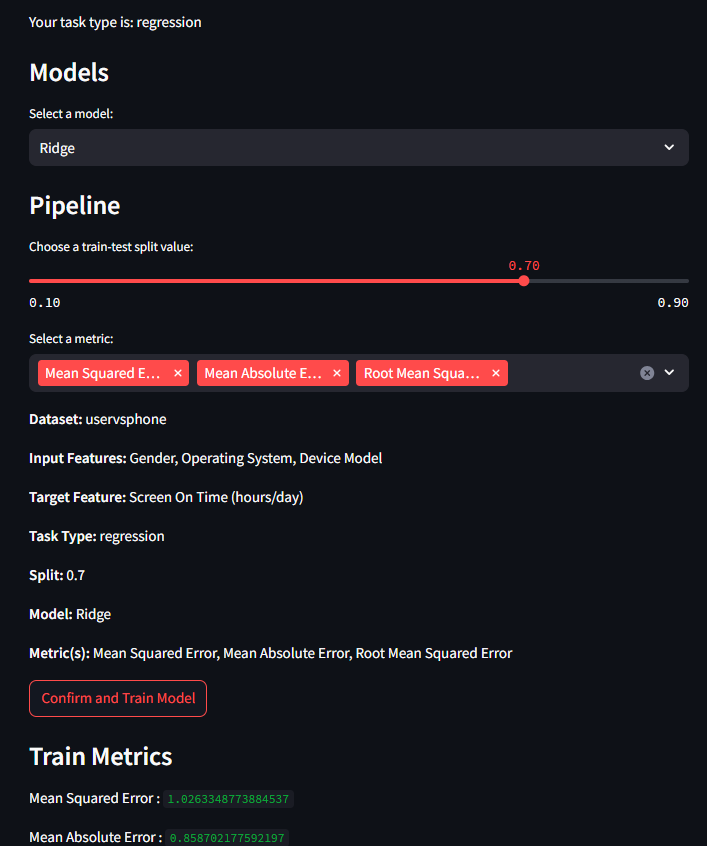 Your task type is: regression
Models
Select a model:
Ridge
Pipeline
Choose a train-test split value:
0.70
0.10 0.90
Select a metric:
Mean Squared E... × Mean Absolute E... × Root Mean Squa... ×
Dataset: uservsphone
Input Features: Gender, Operating System, Device Model
Target Feature: Screen On Time (hours/day)
Task Type: regression
Split: 0.7
Model: Ridge
Metric(s): Mean Squared Error, Mean Absolute Error, Root Mean Squared Error
Confirm and Train Model
Train Metrics
Mean Squared Error : 1.0263348773884537
Mean Absolute Error : 0.858702177592197